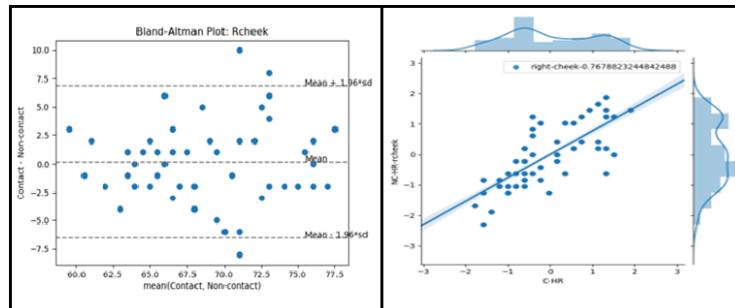 Bland-Altman Plot: Rcheek
10.0
7.5
Mean + 1.96*sd
5.0
2.5
0.0
Mean
−2.5
−5.0
Mean - 1.96*sd
−7.5
60.0 62.5 65.0 67.5 70.0 72.5 75.0 77.5
mean(Contact, Non-contact)
Contact - Non-contact
right-cheek-0.7678823244842488
3
2
1
0
−1
−2
−3
−3 −2 −1 0 1 2 3
C-HR
NC-HR-rcheek